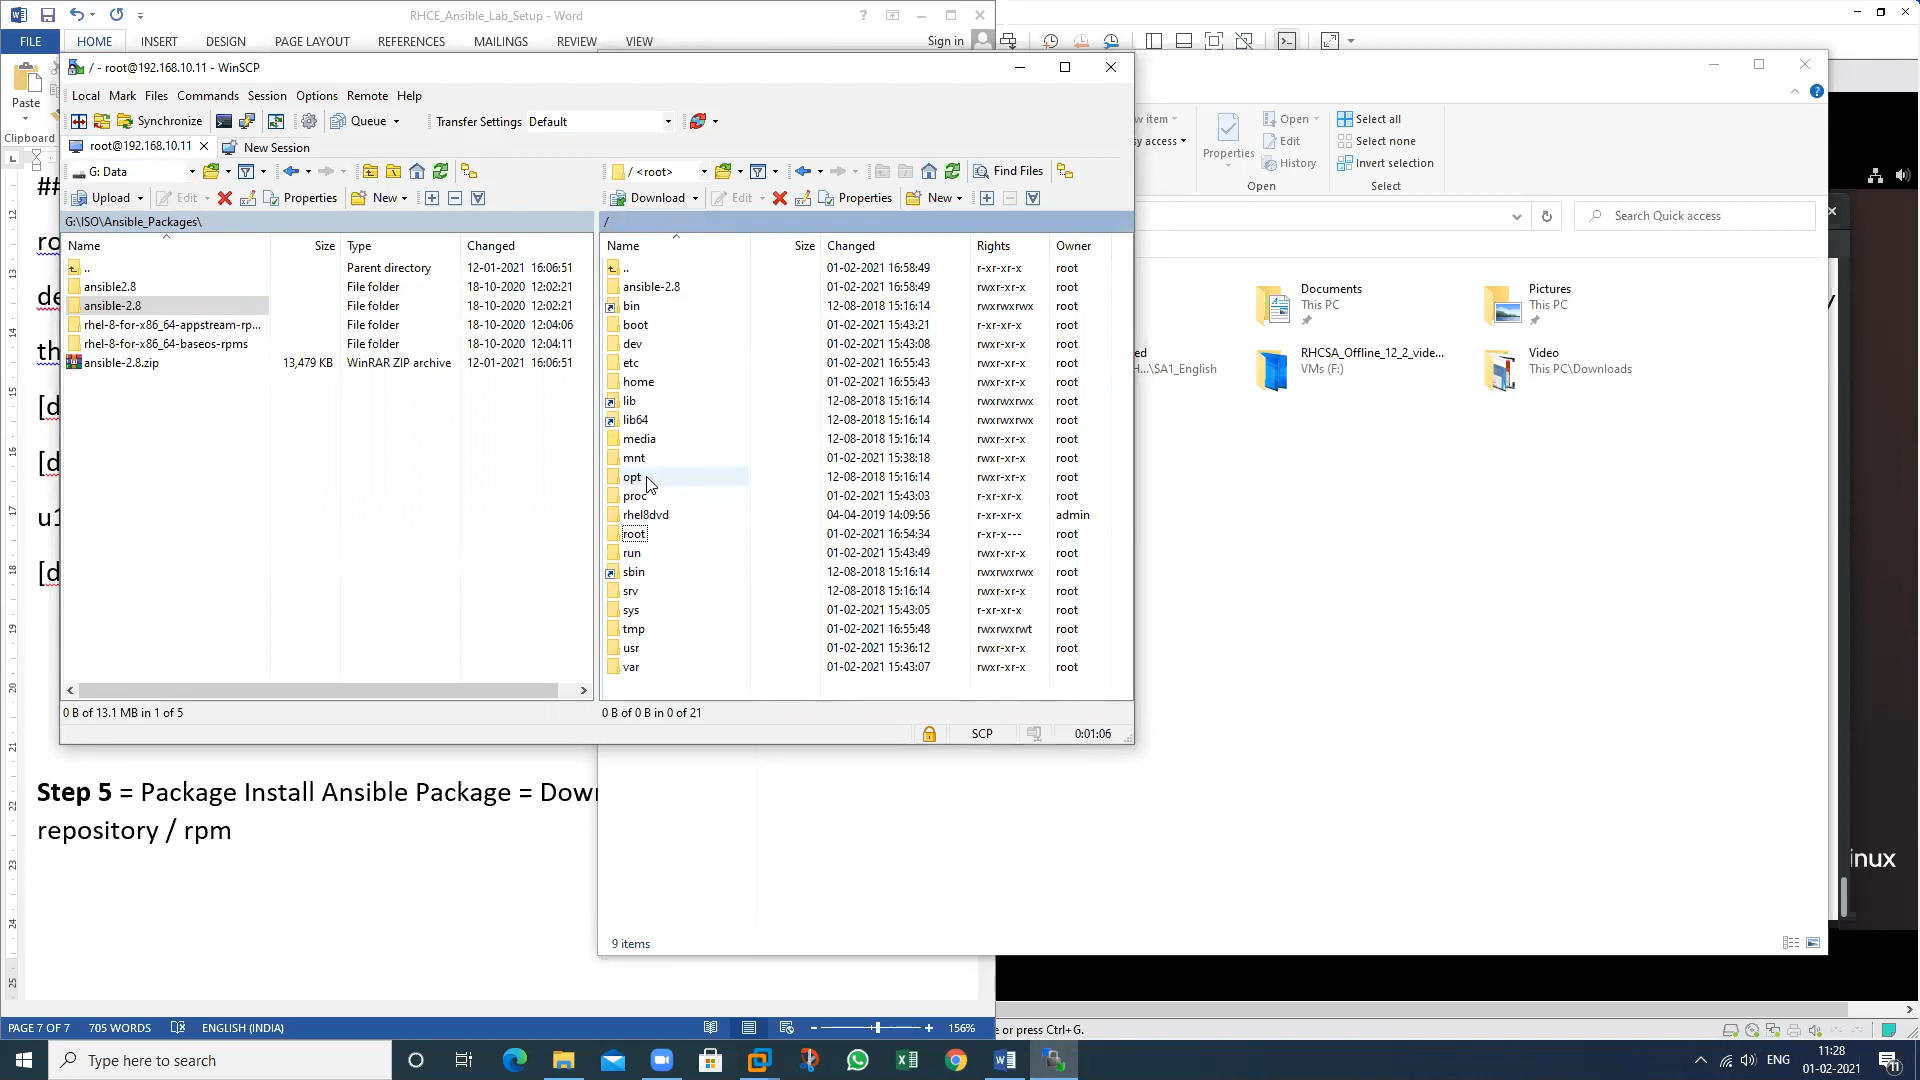 RHCE_Ansible_Lab_Setup - Word
FILE HOME INSERT DESIGN PAGE LAYOUT REFERENCES MAILINGS REVIEW VIEW Sign in
Paste
Clipboard
/ - root@192.168.10.11 - WinSCP
Local Mark Files Commands Session Options Remote Help
Synchronize Queue Transfer Settings Default
root@192.168.10.11 New Session
G: Data / <root> Find Files
Upload Edit Properties New Download Edit Properties New
G:\ISO\Ansible_Packages\ /
Name Size Type Changed
.. Parent directory 12-01-2021 16:06:51
ansible2.8 File folder 18-10-2020 12:02:21
ansible-2.8 File folder 18-10-2020 12:02:21
rhel-8-for-x86_64-appstream-rp... File folder 18-10-2020 12:04:06
rhel-8-for-x86_64-baseos-rpms File folder 18-10-2020 12:04:11
ansible-2.8.zip 13,479 KB WinRAR ZIP archive 12-01-2021 16:06:51
Name Size Changed Rights Owner
.. 01-02-2021 16:58:49 r-xr-xr-x root
ansible-2.8 01-02-2021 16:58:49 r-xr-xr-x root
bin 12-08-2018 15:16:14 rwxrwxrwx root
boot 01-02-2021 15:43:21 r-xr-xr-x root
dev 01-02-2021 15:43:08 rwxr-xr-x root
etc 01-02-2021 16:55:43 rwxr-xr-x root
home 01-02-2021 16:55:43 rwxr-xr-x root
lib 12-08-2018 15:16:14 rwxrwxrwx root
lib64 12-08-2018 15:16:14 rwxrwxrwx root
media 12-08-2018 15:16:14 rwxr-xr-x root
mnt 01-02-2021 15:38:18 rwxr-xr-x root
opt 12-08-2018 15:16:14 rwxr-xr-x root
proc 01-02-2021 15:43:03 r-xr-xr-x root
rhel8dvd 04-04-2019 14:09:56 r-xr-xr-x admin
root 01-02-2021 16:54:34 r-xr-x--- root
run 01-02-2021 15:43:49 rwxr-xr-x root
sbin 12-08-2018 15:16:14 rwxrwxrwx root
srv 12-08-2018 15:16:14 rwxr-xr-x root
sys 01-02-2021 15:43:05 r-xr-xr-x root
tmp 01-02-2021 16:55:48 rwxrwxrwt root
usr 01-02-2021 15:36:12 rwxr-xr-x root
var 01-02-2021 15:43:07 rwxr-xr-x root
0 B of 13.1 MB in 1 of 5 0 B of 0 B in 0 of 21
SCP 0:01:06
w item Open Select all
sy access Properties Edit Select none
History Invert selection
Open Select
Search Quick access
Documents
This PC
Pictures
This PC
ed
H...\SA1_English
RHCSA_Offline_12_2_vide...
VMs (F:)
Video
This PC\Downloads
9 items
##
ro
de
th
[d
[d
u1
[d
Step 5 = Package Install Ansible Package = Down
repository / rpm
inux
e or press Ctrl+G.
PAGE 7 OF 7 705 WORDS ENGLISH (INDIA) 156%
Type here to search
ENG
11:28
01-02-2021
11